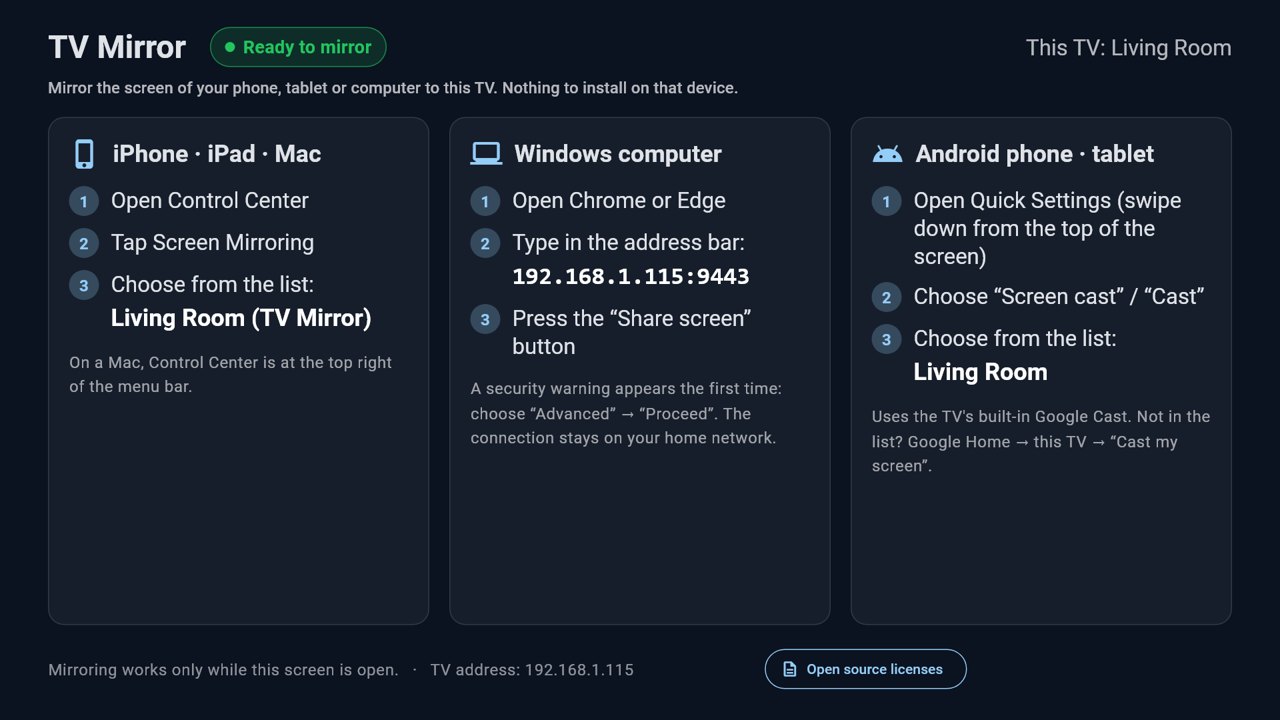 TV Mirror
Ready to mirror
This TV: Living Room
Mirror the screen of your phone, tablet or computer to this TV. Nothing to install on that device.
iPhone · iPad · Mac
1 Open Control Center
2 Tap Screen Mirroring
3 Choose from the list:
Living Room (TV Mirror)
On a Mac, Control Center is at the top right
of the menu bar.
Windows computer
1 Open Chrome or Edge
2 Type in the address bar:
192.168.1.115:9443
3 Press the “Share screen”
button
A security warning appears the first time:
choose “Advanced” → “Proceed”. The
connection stays on your home network.
Android phone · tablet
1 Open Quick Settings (swipe
down from the top of the
screen)
2 Choose “Screen cast” / “Cast”
3 Choose from the list:
Living Room
Uses the TV's built-in Google Cast. Not in the
list? Google Home → this TV → “Cast my
screen”.
Mirroring works only while this screen is open. · TV address: 192.168.1.115
Open source licenses